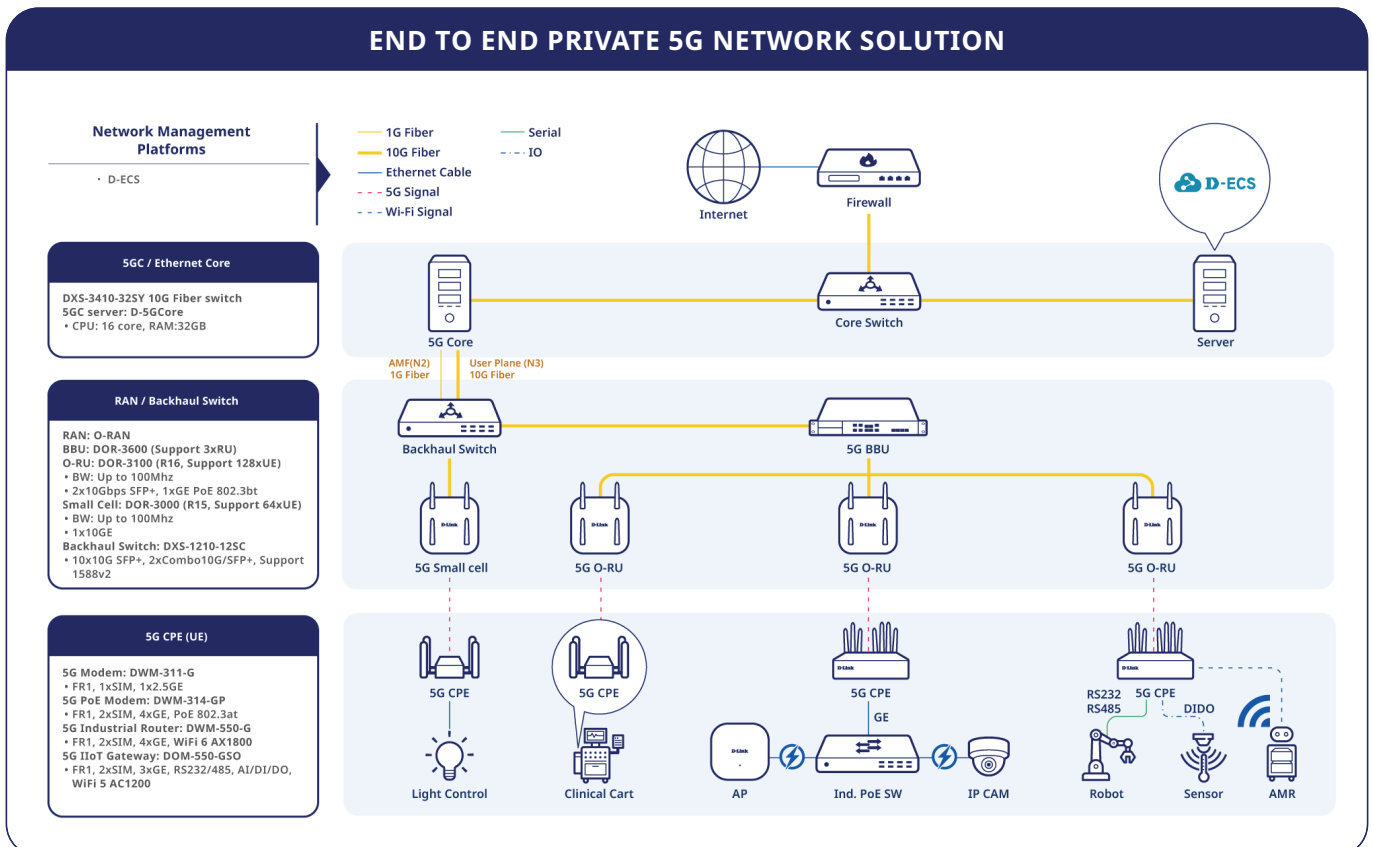 END TO END PRIVATE 5G NETWORK SOLUTION
Network Management
Platforms
• D-ECS
1G Fiber
10G Fiber
Ethernet Cable
5G Signal
Wi-Fi Signal
Serial
IO
Internet
Firewall
D-ECS
5GC / Ethernet Core
DXS-3410-32SY 10G Fiber switch
5GC server: D-5GCore
• CPU: 16 core, RAM:32GB
5G Core
Core Switch
Server
AMF(N2)
1G Fiber
User Plane (N3)
10G Fiber
RAN / Backhaul Switch
RAN: O-RAN
BBU: DOR-3600 (Support 3xRU)
O-RU: DOR-3100 (R16, Support 128xUE)
• BW: Up to 100Mhz
• 2x10Gbps SFP+, 1xGE PoE 802.3bt
Small Cell: DOR-3000 (R15, Support 64xUE)
• BW: Up to 100Mhz
• 1x10GE
Backhaul Switch: DXS-1210-12SC
• 10x10G SFP+, 2xCombo10G/SFP+, Support
1588v2
Backhaul Switch
5G BBU
D-Link
D-Link
D-Link
D-Link
5G Small cell
5G O-RU
5G O-RU
5G O-RU
5G CPE (UE)
5G Modem: DWM-311-G
• FR1, 1xSIM, 1x2.5GE
5G PoE Modem: DWM-314-GP
• FR1, 2xSIM, 4xGE, PoE 802.3at
5G Industrial Router: DWM-550-G
• FR1, 2xSIM, 4xGE, WiFi 6 AX1800
5G IIoT Gateway: DOM-550-GSO
• FR1, 2xSIM, 3xGE, RS232/485, AI/DI/DO,
WiFi 5 AC1200
D-Link
D-Link
5G CPE
5G CPE
5G CPE
5G CPE
GE
RS232
RS485
DIDO
D-Link
Light Control
Clinical Cart
AP
Ind. PoE SW
IP CAM
Robot
Sensor
AMR